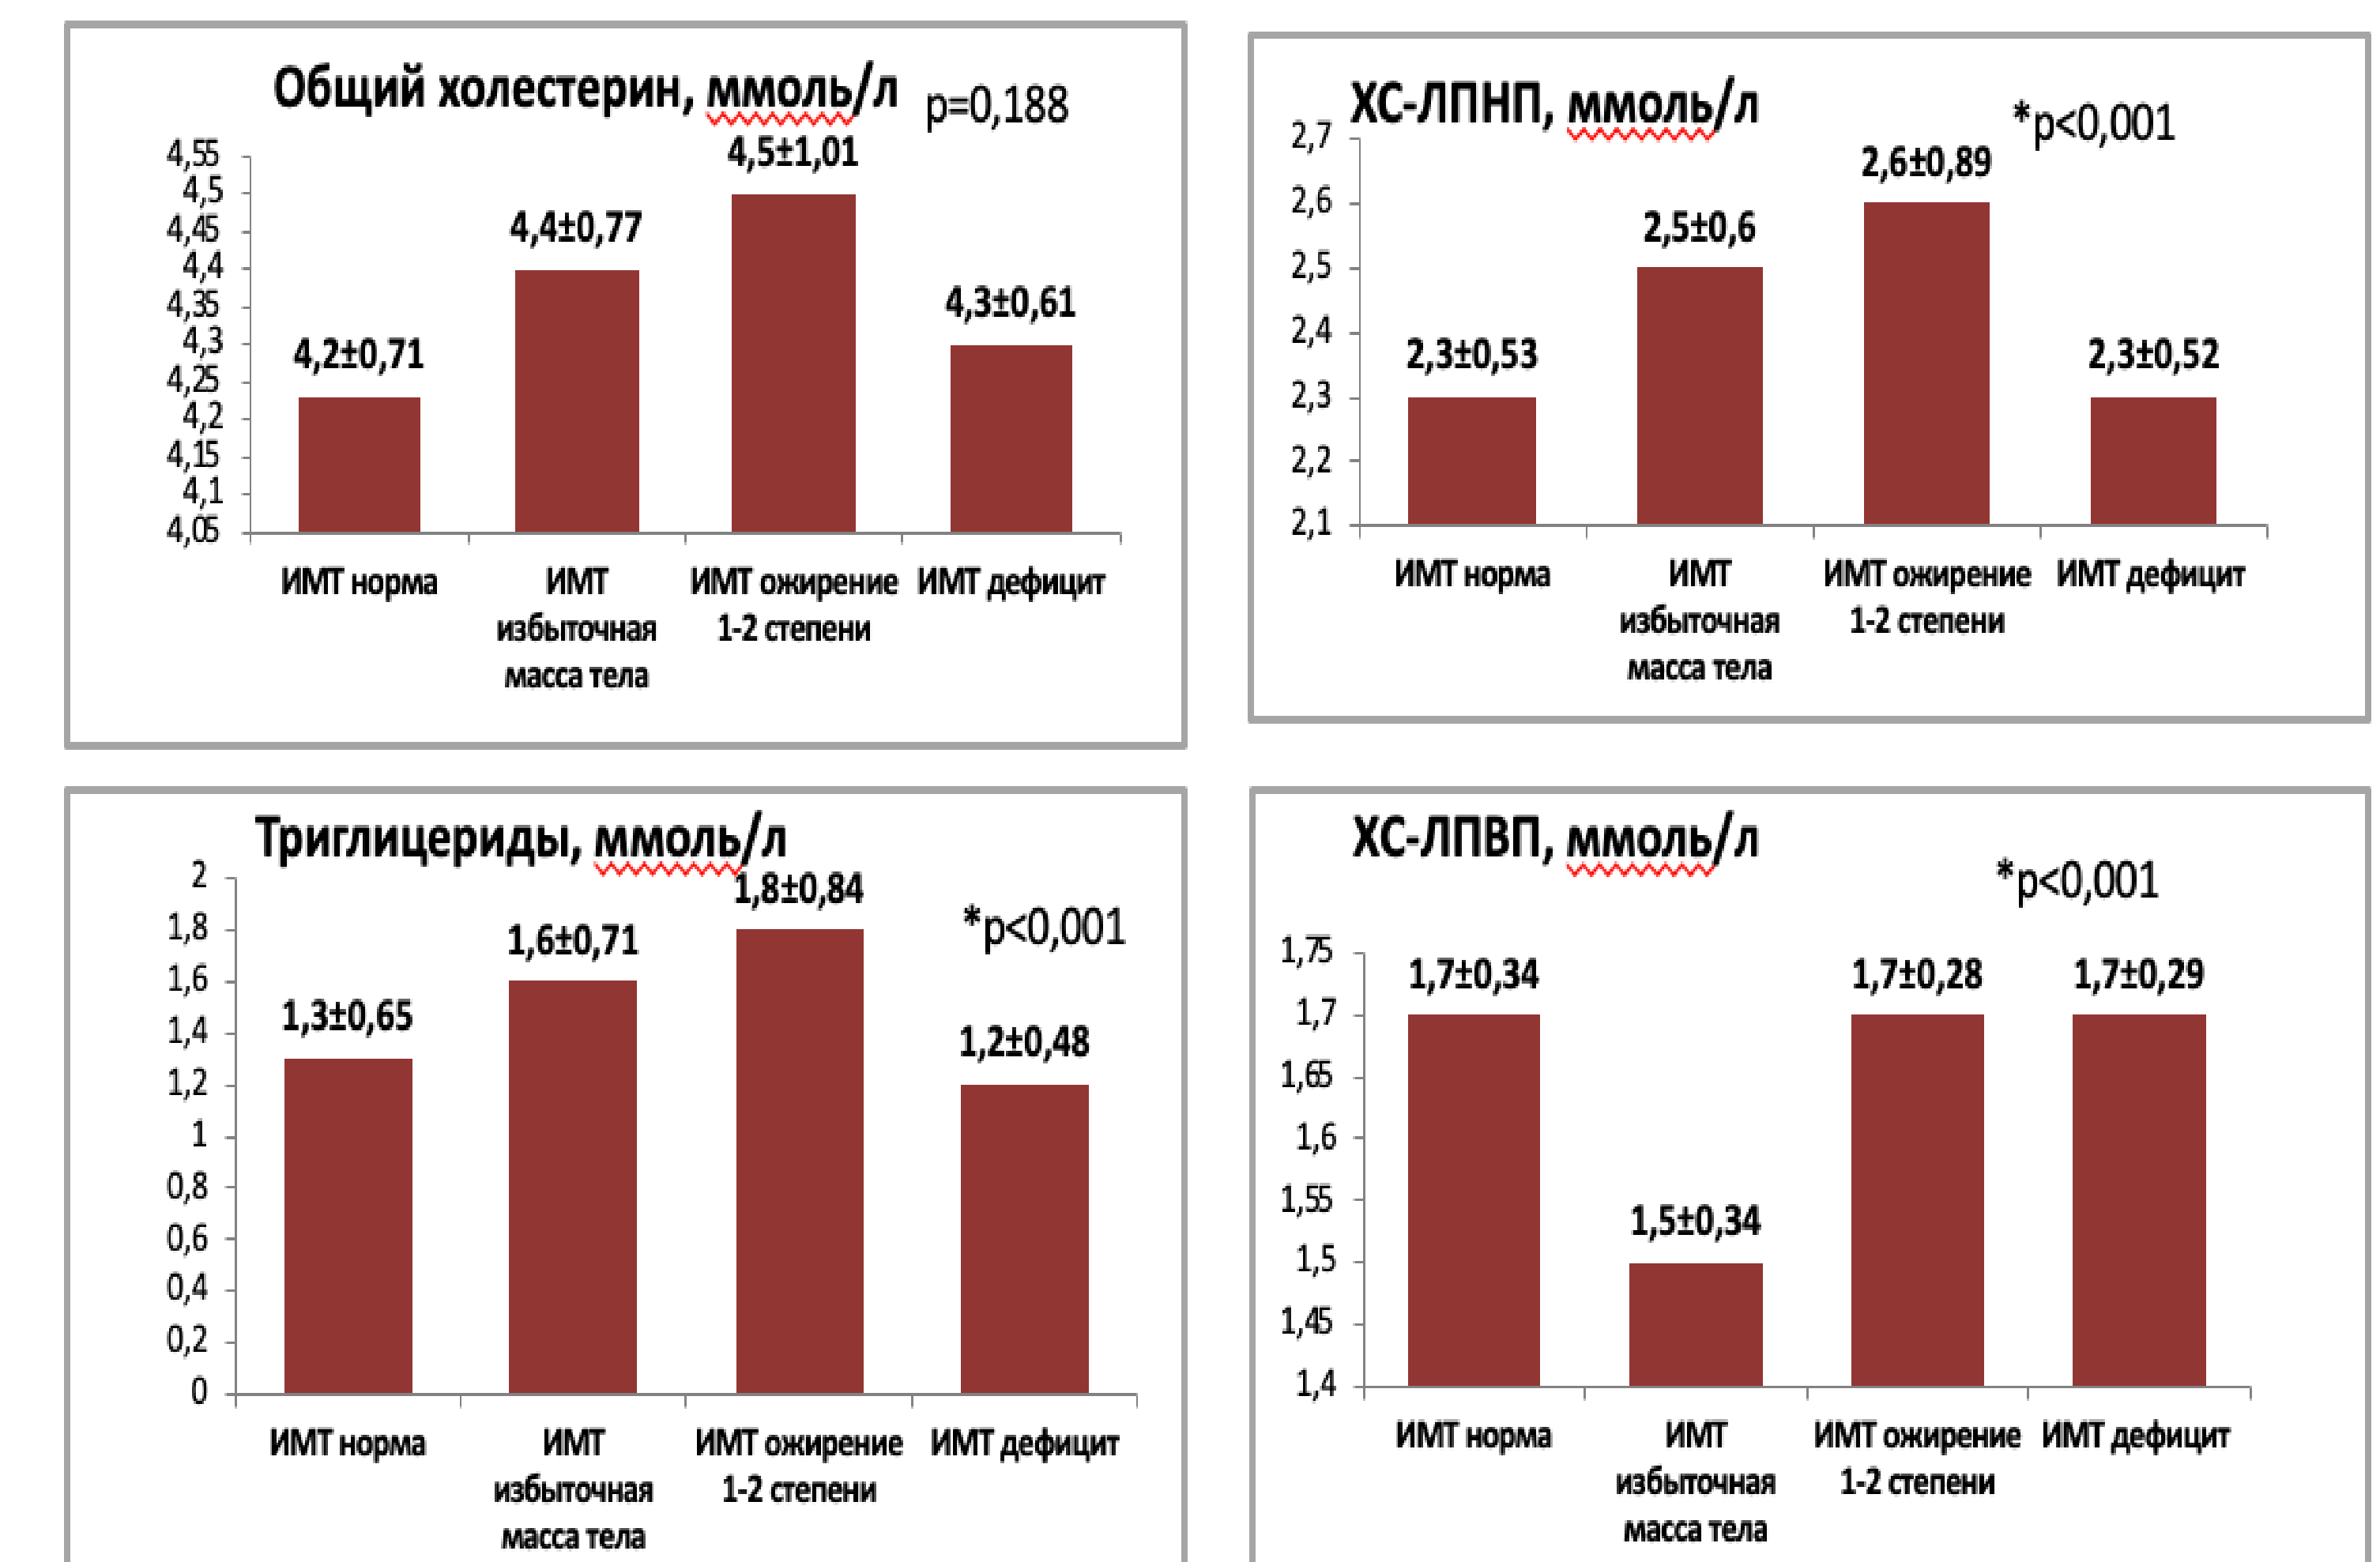 Общий холестерин, ммоль/л
p=0,188
4,55
4,5
4,45
4,4
4,35
4,3
4,25
4,2
4,15
4,1
4,05
4,2±0,71
4,4±0,77
4,5±1,01
4,3±0,61
ИМТ норма
ИМТ
избыточная
масса тела
ИМТ ожирение
1-2 степени
ИМТ дефицит
ХС-ЛПНП, ммоль/л
*p<0,001
2,7
2,6
2,5
2,4
2,3
2,2
2,1
2,3±0,53
2,5±0,6
2,6±0,89
2,3±0,52
ИМТ норма
ИМТ
избыточная
масса тела
ИМТ ожирение
1-2 степени
ИМТ дефицит
Триглицериды, ммоль/л
*p<0,001
2
1,8
1,6
1,4
1,2
1
0,8
0,6
0,4
0,2
0
1,3±0,65
1,6±0,71
1,8±0,84
1,2±0,48
ИМТ норма
ИМТ
избыточная
масса тела
ИМТ ожирение
1-2 степени
ИМТ дефицит
ХС-ЛПВП, ммоль/л
*p<0,001
1,75
1,7
1,65
1,6
1,55
1,5
1,45
1,4
1,7±0,34
1,5±0,34
1,7±0,28
1,7±0,29
ИМТ норма
ИМТ
избыточная
масса тела
ИМТ ожирение
1-2 степени
ИМТ дефицит